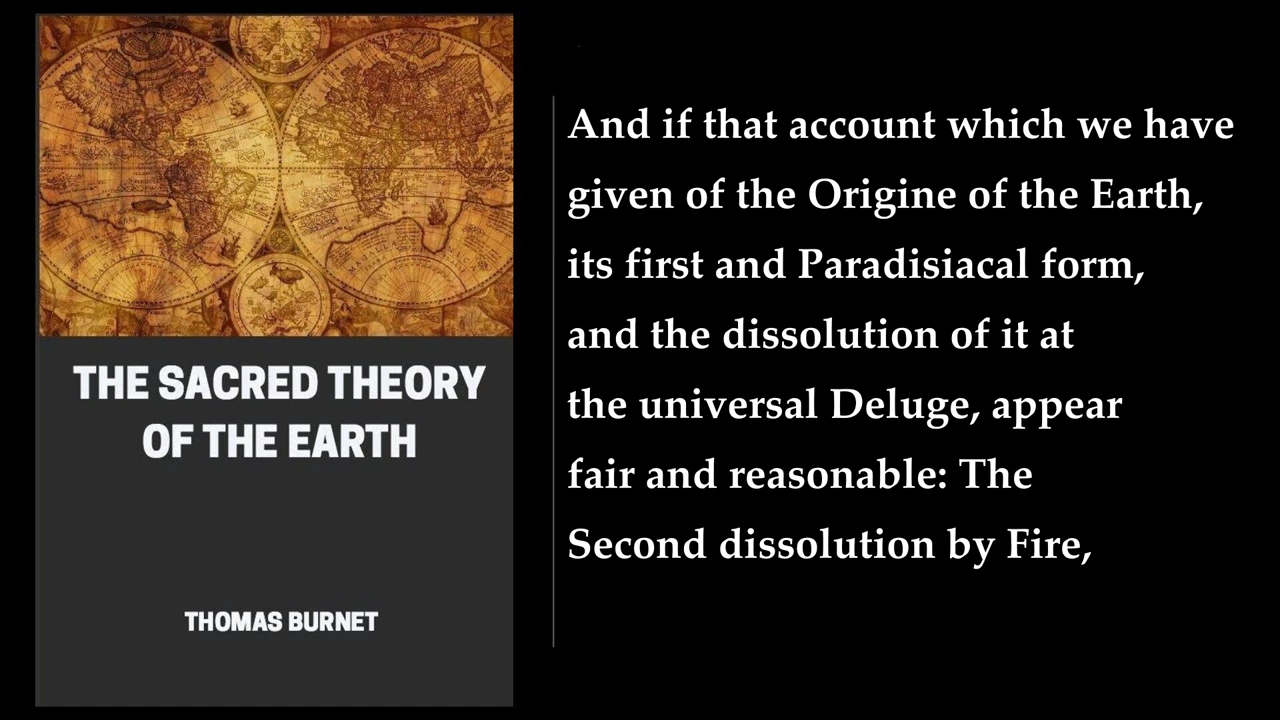 THE SACRED THEORY
OF THE EARTH
THOMAS BURNET
And if that account which we have
given of the Origine of the Earth,
its first and Paradisiacal form,
and the dissolution of it at
the universal Deluge, appear
fair and reasonable: The
Second dissolution by Fire,